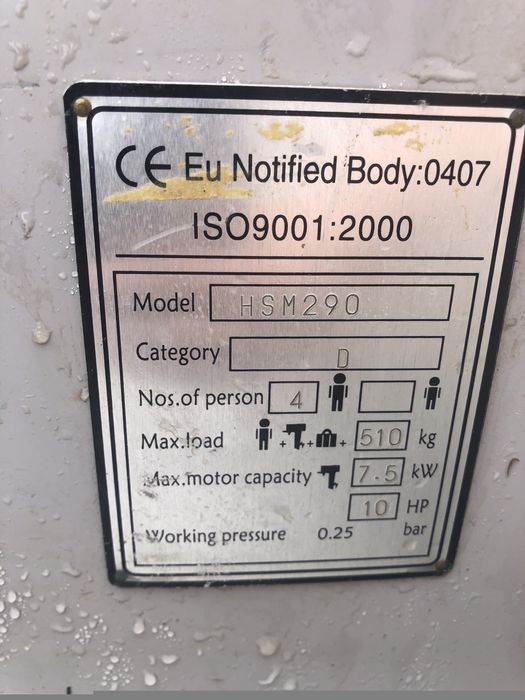 CE Eu Notified Body:0407
ISO9001:2000
Model HSM290
Category D
Nos.of person 4
Max.load + + + 510 kg
Max.motor capacity 7.5 kW
10 HP
Working pressure 0.25 bar